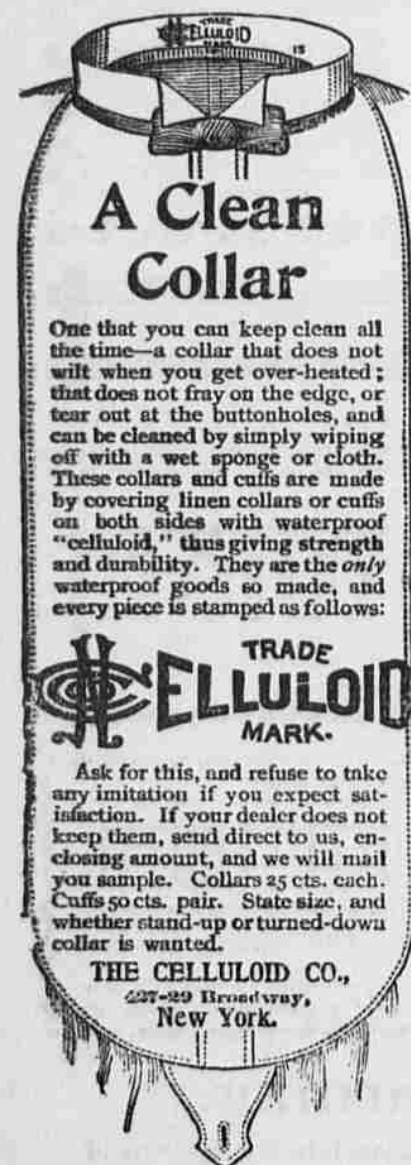 TRADE
CELLULOID
MARK
15
A Clean
Collar
One that you can keep clean all
the time—a collar that does not
wilt when you get over-heated;
that does not fray on the edge, or
tear out at the buttonholes, and
can be cleaned by simply wiping
off with a wet sponge or cloth.
These collars and cuffs are made
by covering linen collars or cuffs
on both sides with waterproof
"celluloid," thus giving strength
and durability. They are the only
waterproof goods so made, and
every piece is stamped as follows:
TRADE
CELLULOID
MARK.
Ask for this, and refuse to take
any imitation if you expect sat-
isfaction. If your dealer does not
keep them, send direct to us, en-
closing amount, and we will mail
you sample. Collars 25 cts. each.
Cuffs 50 cts. pair. State size, and
whether stand-up or turned-down
collar is wanted.
THE CELLULOID CO.,
427-29 Broadway,
New York.